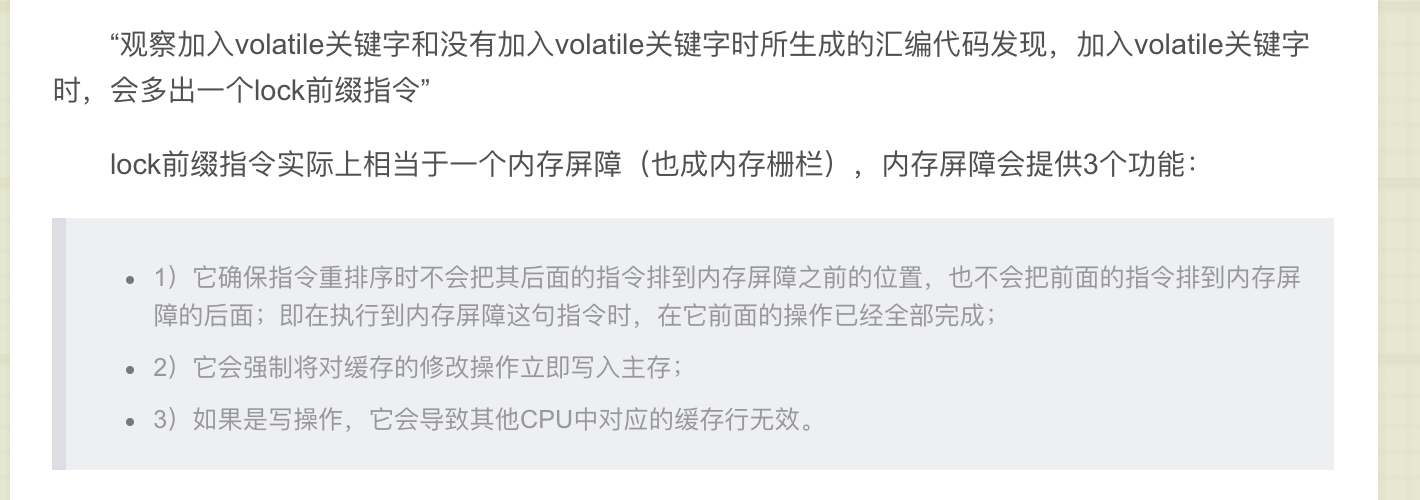 “观察加入volatile关键字和没有加入volatile关键字时所生成的汇编代码发现，加入volatile关键字
时，会多出一个lock前缀指令”
lock前缀指令实际上相当于一个内存屏障（也成内存栅栏），内存屏障会提供3个功能：
1）它确保指令重排序时不会把其后面的指令排到内存屏障之前的位置，也不会把前面的指令排到内存屏
障的后面；即在执行到内存屏障这句指令时，在它前面的操作已经全部完成；
2）它会强制将对缓存的修改操作立即写入主存；
3）如果是写操作，它会导致其他CPU中对应的缓存行无效。